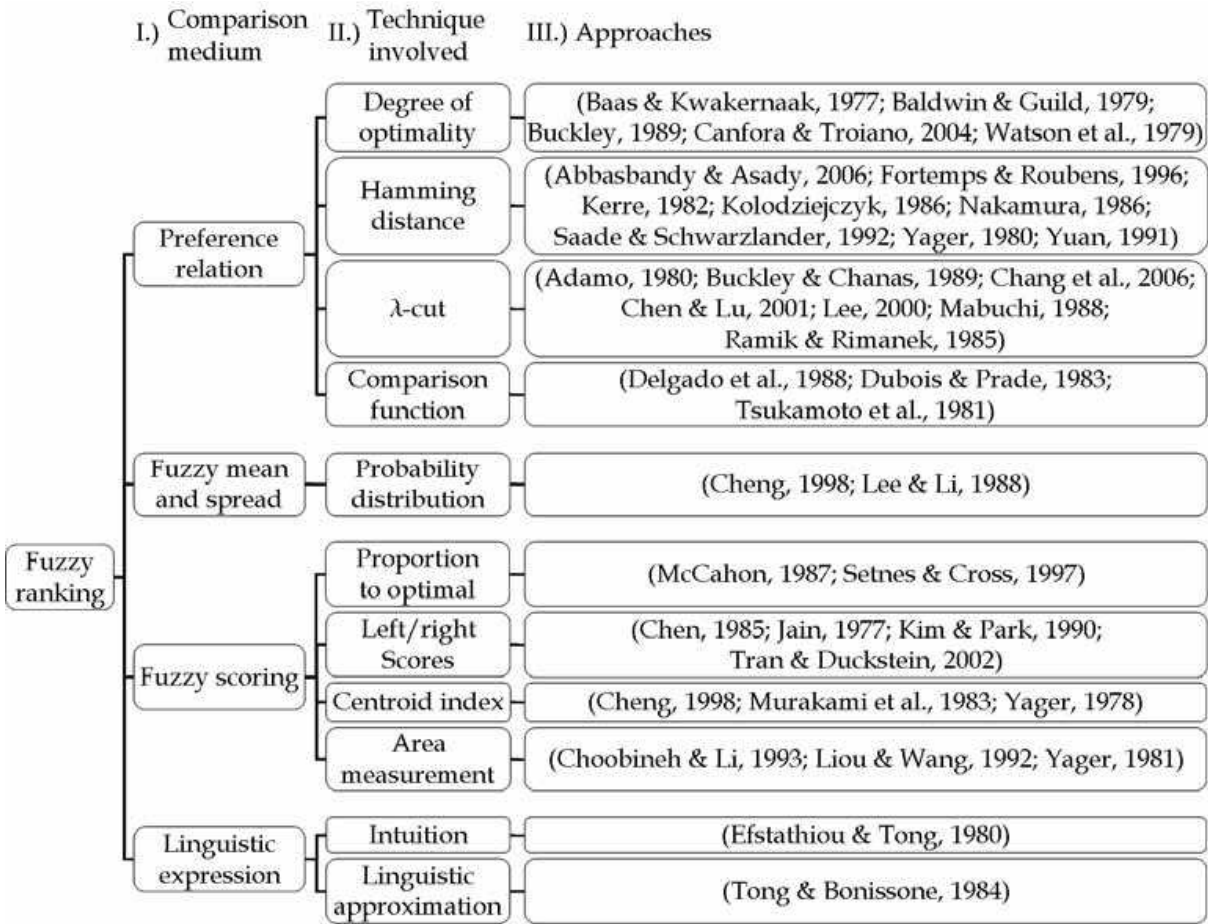 I.) Comparison medium
II.) Technique involved
III.) Approaches
Fuzzy
ranking
Preference
relation
Degree of
optimality
(Baas & Kwakernaak, 1977; Baldwin & Guild, 1979;
Buckley, 1989; Canfora & Troiano, 2004; Watson et al., 1979)
Hamming
distance
(Abbasbandy & Asady, 2006; Fortemps & Roubens, 1996;
Kerre, 1982; Kolodziejczyk, 1986; Nakamura, 1986;
Saade & Schwarzlander, 1992; Yager, 1980; Yuan, 1991)
λ-cut
(Adamo, 1980; Buckley & Chanas, 1989; Chang et al., 2006;
Chen & Lu, 2001; Lee, 2000; Mabuchi, 1988;
Ramik & Rimanek, 1985)
Comparison
function
(Delgado et al., 1988; Dubois & Prade, 1983;
Tsukamoto et al., 1981)
Fuzzy mean
and spread
Probability
distribution
(Cheng, 1998; Lee & Li, 1988)
Fuzzy scoring
Proportion
to optimal
(McCahon, 1987; Setnes & Cross, 1997)
Left/right
Scores
(Chen, 1985; Jain, 1977; Kim & Park, 1990;
Tran & Duckstein, 2002)
Centroid index
(Cheng, 1998; Murakami et al., 1983; Yager, 1978)
Area
measurement
(Choobineh & Li, 1993; Liou & Wang, 1992; Yager, 1981)
Linguistic
expression
Intuition
(Efstathiou & Tong, 1980)
Linguistic
approximation
(Tong & Bonissone, 1984)